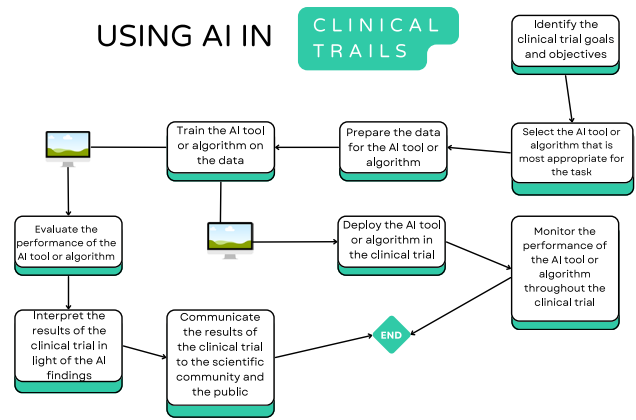 USING AI IN
CLINICAL
TRAILS
Identify the
clinical trial goals
and objectives
Select the AI tool or
algorithm that is
most appropriate for
the task
Prepare the data
for the AI tool or
algorithm
Train the AI tool
or algorithm on
the data
Evaluate the
performance of the
AI tool or algorithm
Deploy the AI tool
or algorithm in
the clinical trial
Monitor the
performance of
the AI tool or
algorithm
throughout the
clinical trial
Interpret the
results of the
clinical trial in
light of the AI
findings
Communicate
the results of
the clinical trial
to the scientific
community and
the public
END